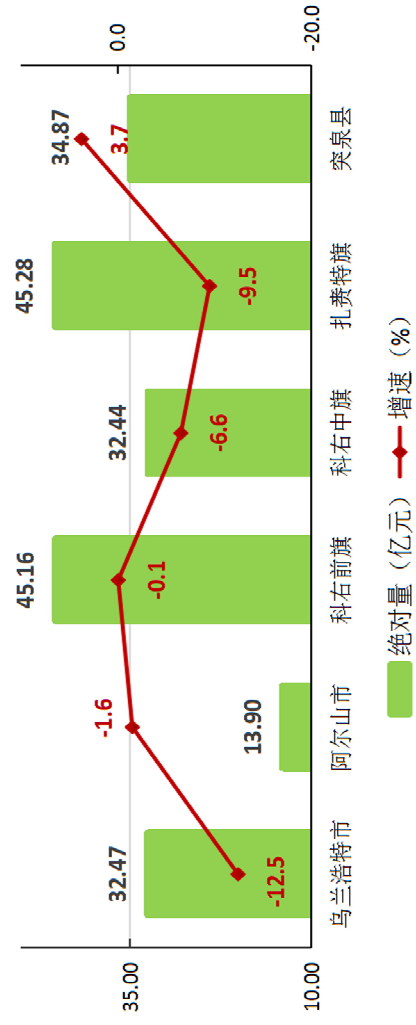 35.00
10.00
0.0
-20.0
32.47
13.90
45.16
32.44
45.28
34.87
-12.5
-1.6
-0.1
-6.6
-9.5
3.7
乌兰浩特市
阿尔山市
科右前旗
科右中旗
扎赉特旗
突泉县
绝对量（亿元）
增速（%）